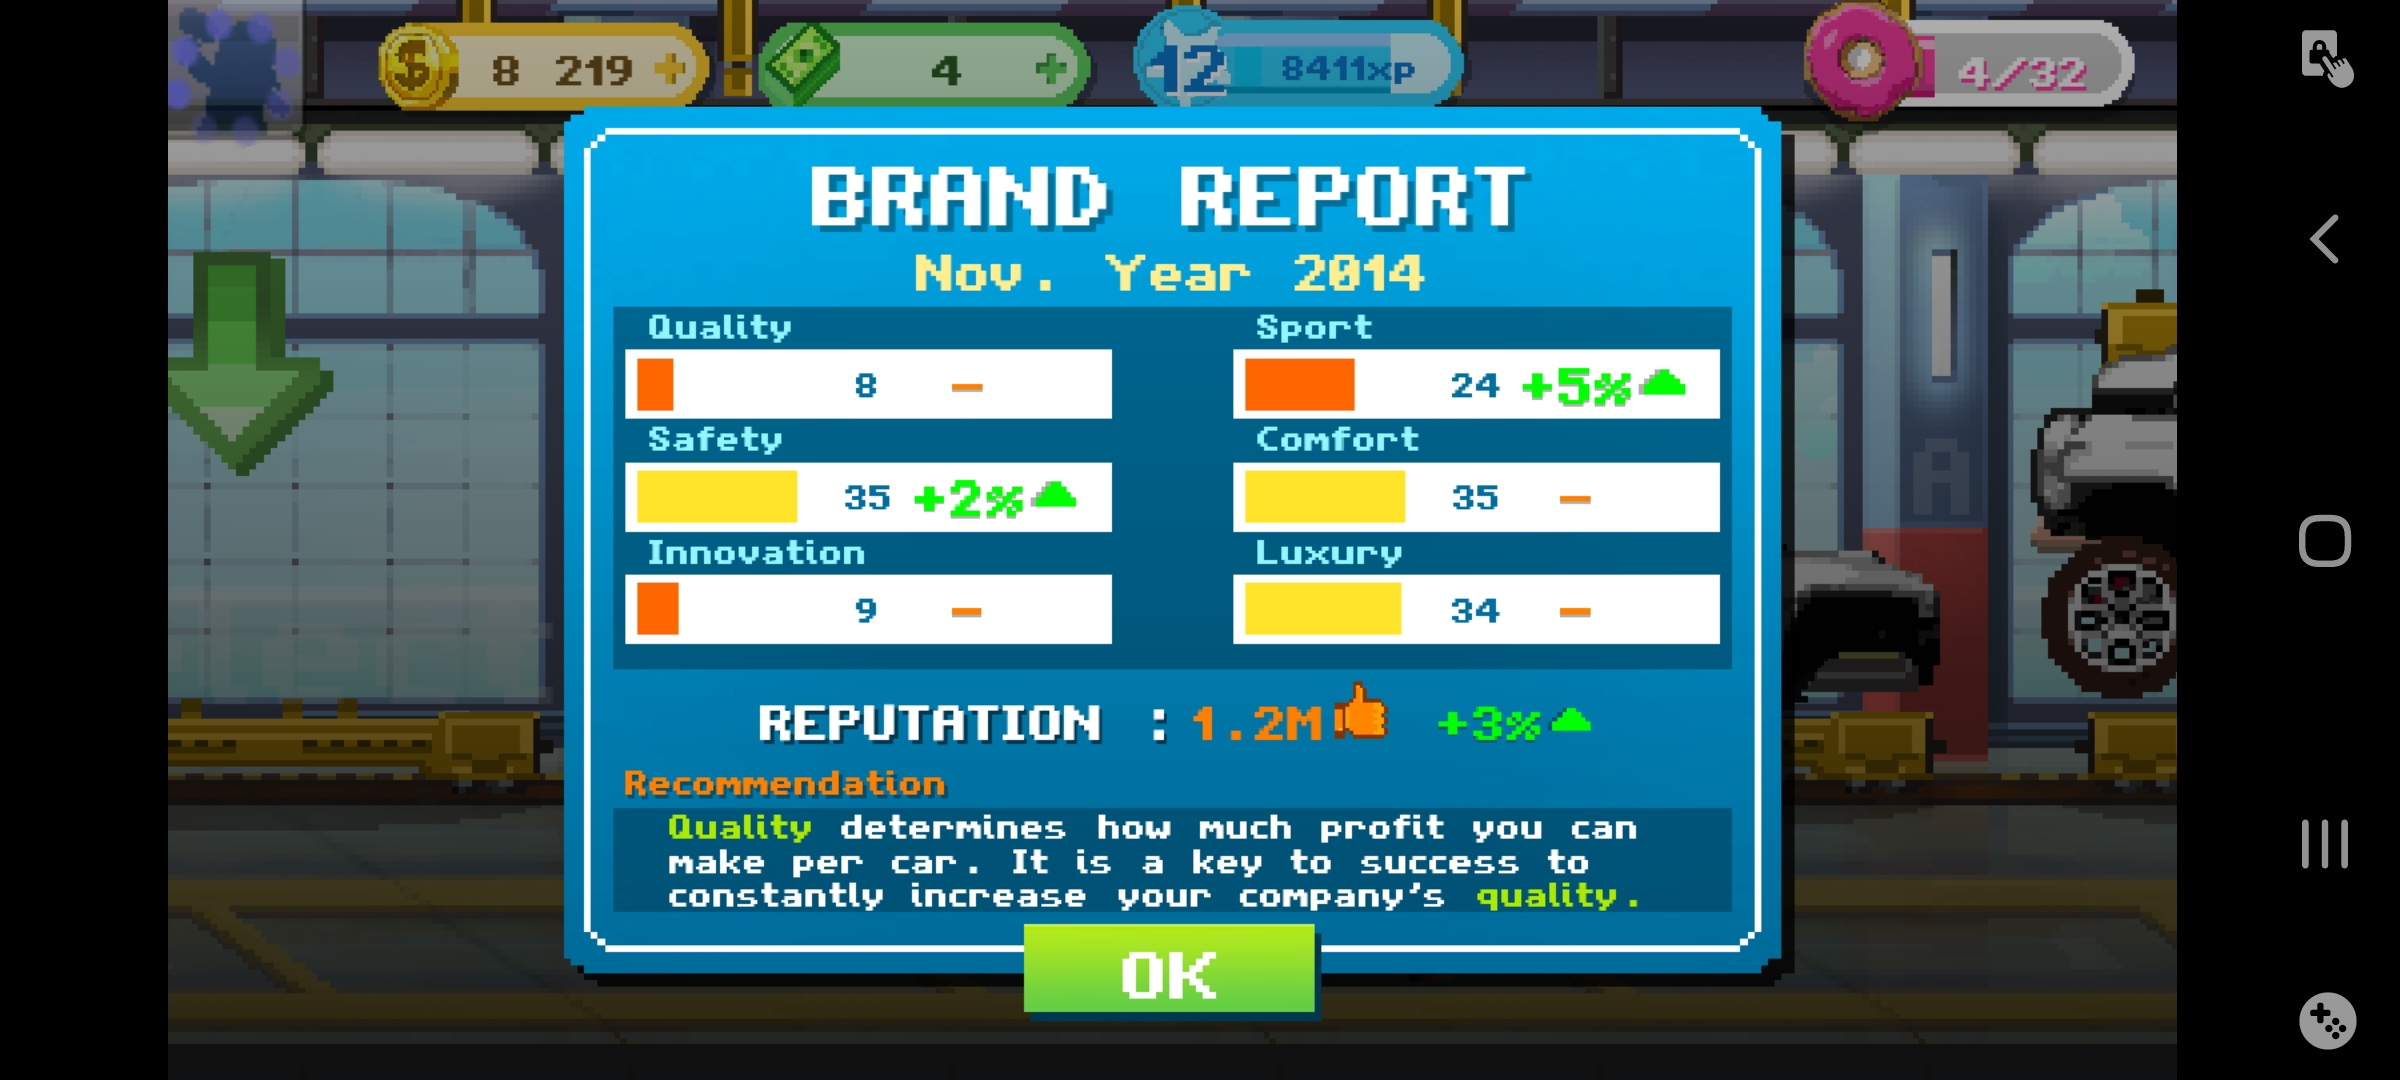 8 219 +
4 +
12 8411xp
4/32
BRAND REPORT
Nov. Year 2014
Quality
8 –
Sport
24 +5%
Safety
35 +2%
Comfort
35 –
Innovation
9 –
Luxury
34 –
REPUTATION : 1.2M +3%
Recommendation
Quality determines how much profit you can
make per car. It is a key to success to
constantly increase your company's quality.
OK
A